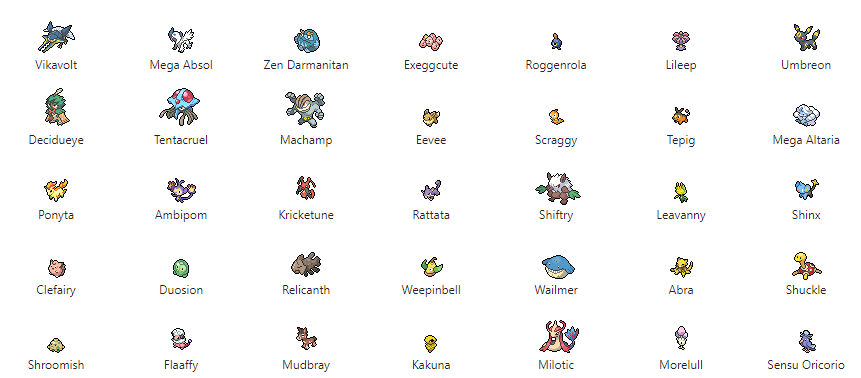 Vikavolt Mega Absol Zen Darmanitan Exeggcute Roggenrola Lileep Umbreon
Decidueye Tentacruel Machamp Eevee Scraggy Tepig Mega Altaria
Ponyta Ambipom Kricketune Rattata Shiftry Leavanny Shinx
Clefairy Duosion Relicanth Weepinbell Wailmer Abra Shuckle
Shroomish Flaaffy Mudbray Kakuna Milotic Morelull Sensu Oricorio